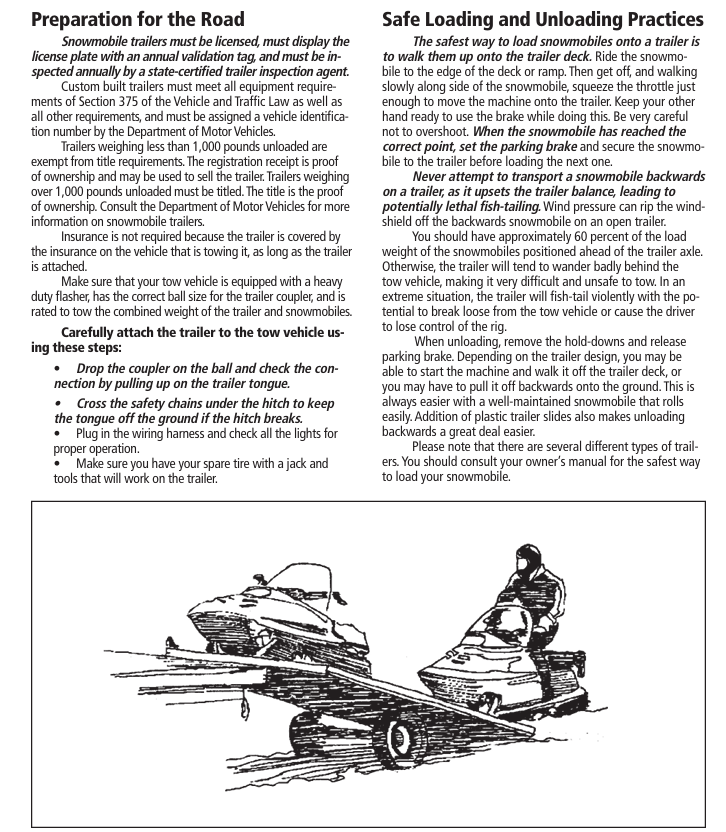 Preparation for the Road
Snowmobile trailers must be licensed, must display the
license plate with an annual validation tag, and must be in-
spected annually by a state-certified trailer inspection agent.
Custom built trailers must meet all equipment require-
ments of Section 375 of the Vehicle and Traffic Law as well as
all other requirements, and must be assigned a vehicle identifica-
tion number by the Department of Motor Vehicles.
Trailers weighing less than 1,000 pounds unloaded are
exempt from title requirements. The registration receipt is proof
of ownership and may be used to sell the trailer. Trailers weighing
over 1,000 pounds unloaded must be titled. The title is the proof
of ownership. Consult the Department of Motor Vehicles for more
information on snowmobile trailers.
Insurance is not required because the trailer is covered by
the insurance on the vehicle that is towing it, as long as the trailer
is attached.
Make sure that your tow vehicle is equipped with a heavy
duty flasher, has the correct ball size for the trailer coupler, and is
rated to tow the combined weight of the trailer and snowmobiles.
Carefully attach the trailer to the tow vehicle us-
ing these steps:
• Drop the coupler on the ball and check the con-
nection by pulling up on the trailer tongue.
• Cross the safety chains under the hitch to keep
the tongue off the ground if the hitch breaks.
• Plug in the wiring harness and check all the lights for
proper operation.
• Make sure you have your spare tire with a jack and
tools that will work on the trailer.
Safe Loading and Unloading Practices
The safest way to load snowmobiles onto a trailer is
to walk them up onto the trailer deck. Ride the snowmo-
bile to the edge of the deck or ramp. Then get off, and walking
slowly along side of the snowmobile, squeeze the throttle just
enough to move the machine onto the trailer. Keep your other
hand ready to use the brake while doing this. Be very careful
not to overshoot. When the snowmobile has reached the
correct point, set the parking brake and secure the snowmo-
bile to the trailer before loading the next one.
Never attempt to transport a snowmobile backwards
on a trailer, as it upsets the trailer balance, leading to
potentially lethal fish-tailing. Wind pressure can rip the wind-
shield off the backwards snowmobile on an open trailer.
You should have approximately 60 percent of the load
weight of the snowmobiles positioned ahead of the trailer axle.
Otherwise, the trailer will tend to wander badly behind the
tow vehicle, making it very difficult and unsafe to tow. In an
extreme situation, the trailer will fish-tail violently with the po-
tential to break loose from the tow vehicle or cause the driver
to lose control of the rig.
When unloading, remove the hold-downs and release
parking brake. Depending on the trailer design, you may be
able to start the machine and walk it off the trailer deck, or
you may have to pull it off backwards onto the ground. This is
always easier with a well-maintained snowmobile that rolls
easily. Addition of plastic trailer slides also makes unloading
backwards a great deal easier.
Please note that there are several different types of trail-
ers. You should consult your owner's manual for the safest way
to load your snowmobile.